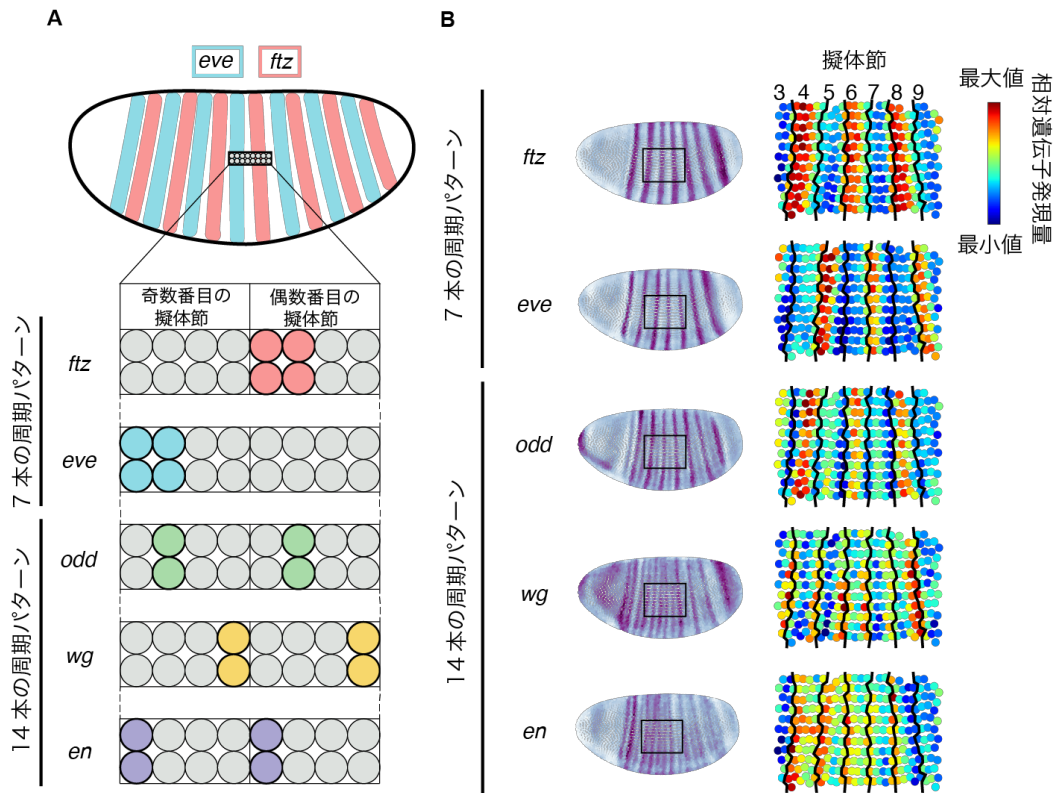 A
eve
ftz
奇数番目の
擬体節
偶数番目の
擬体節
7 本の周期パターン
ftz
eve
14 本の周期パターン
odd
wg
en
B
擬体節
3 4 5 6 7 8 9
最大値
最小値
相対遺伝子発現量
7 本の周期パターン
ftz
eve
14 本の周期パターン
odd
wg
en